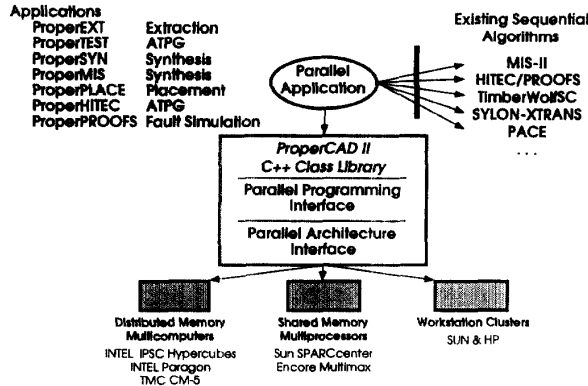 Applications
ProperEXT Extraction
ProperTEST ATPG
ProperSYN Synthesis
ProperMIS Synthesis
ProperPLACE Placement
ProperHITEC ATPG
ProperPROOFS Fault Simulation
Parallel
Application
Existing Sequential
Algorithms
MIS-II
HITEC/PROOFS
TimberWolfSC
SYLON-XTRANS
PACE
...
ProperCAD II
C++ Class Library
Parallel Programming
Interface
Parallel Architecture
Interface
Distributed Memory
Multicomputers
INTEL IPSC Hypercubes
INTEL Paragon
TMC CM-5
Shared Memory
Multiprocessors
Sun SPARCcenter
Encore Multimax
Workstation Clusters
SUN & HP